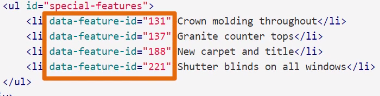 <ul id="special-features">
<li data-feature-id="131" Crown molding throughout</li>
<li data-feature-id="137" Granite counter tops</li>
<li data-feature-id="188" New carpet and title</li>
<li data-feature-id="221" Shutter blinds on all windows</li>
</ul>